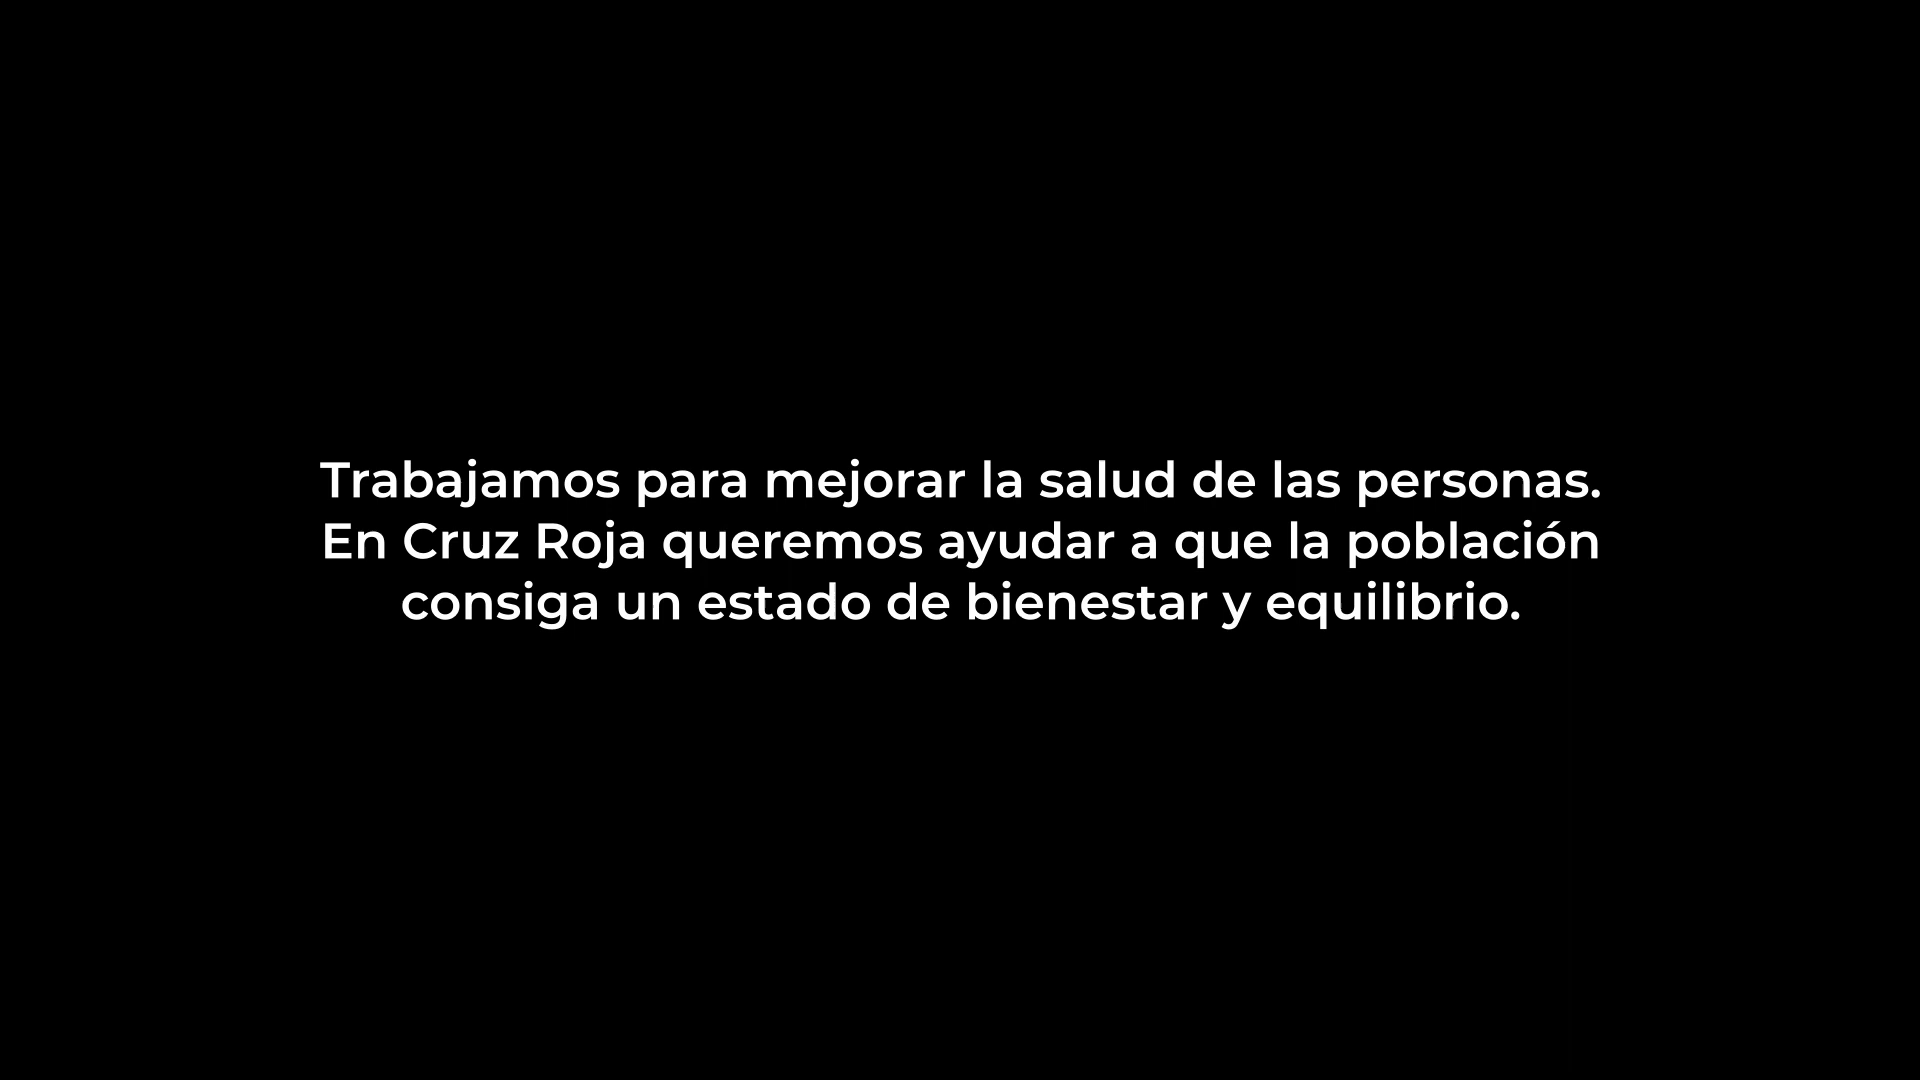 Trabajamos para mejorar la salud de las personas.
En Cruz Roja queremos ayudar a que la población
consiga un estado de bienestar y equilibrio.